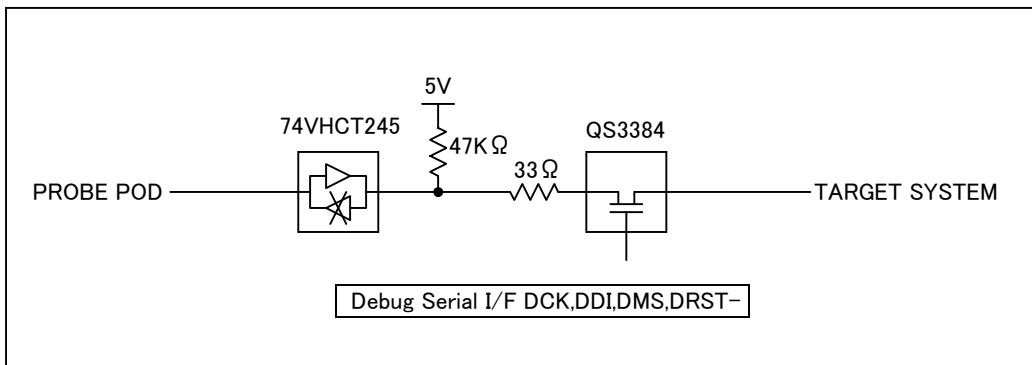 5V
74VHCT245
47KΩ
QS3384
33Ω
PROBE POD
TARGET SYSTEM
Debug Serial I/F DCK,DDI,DMS,DRST-